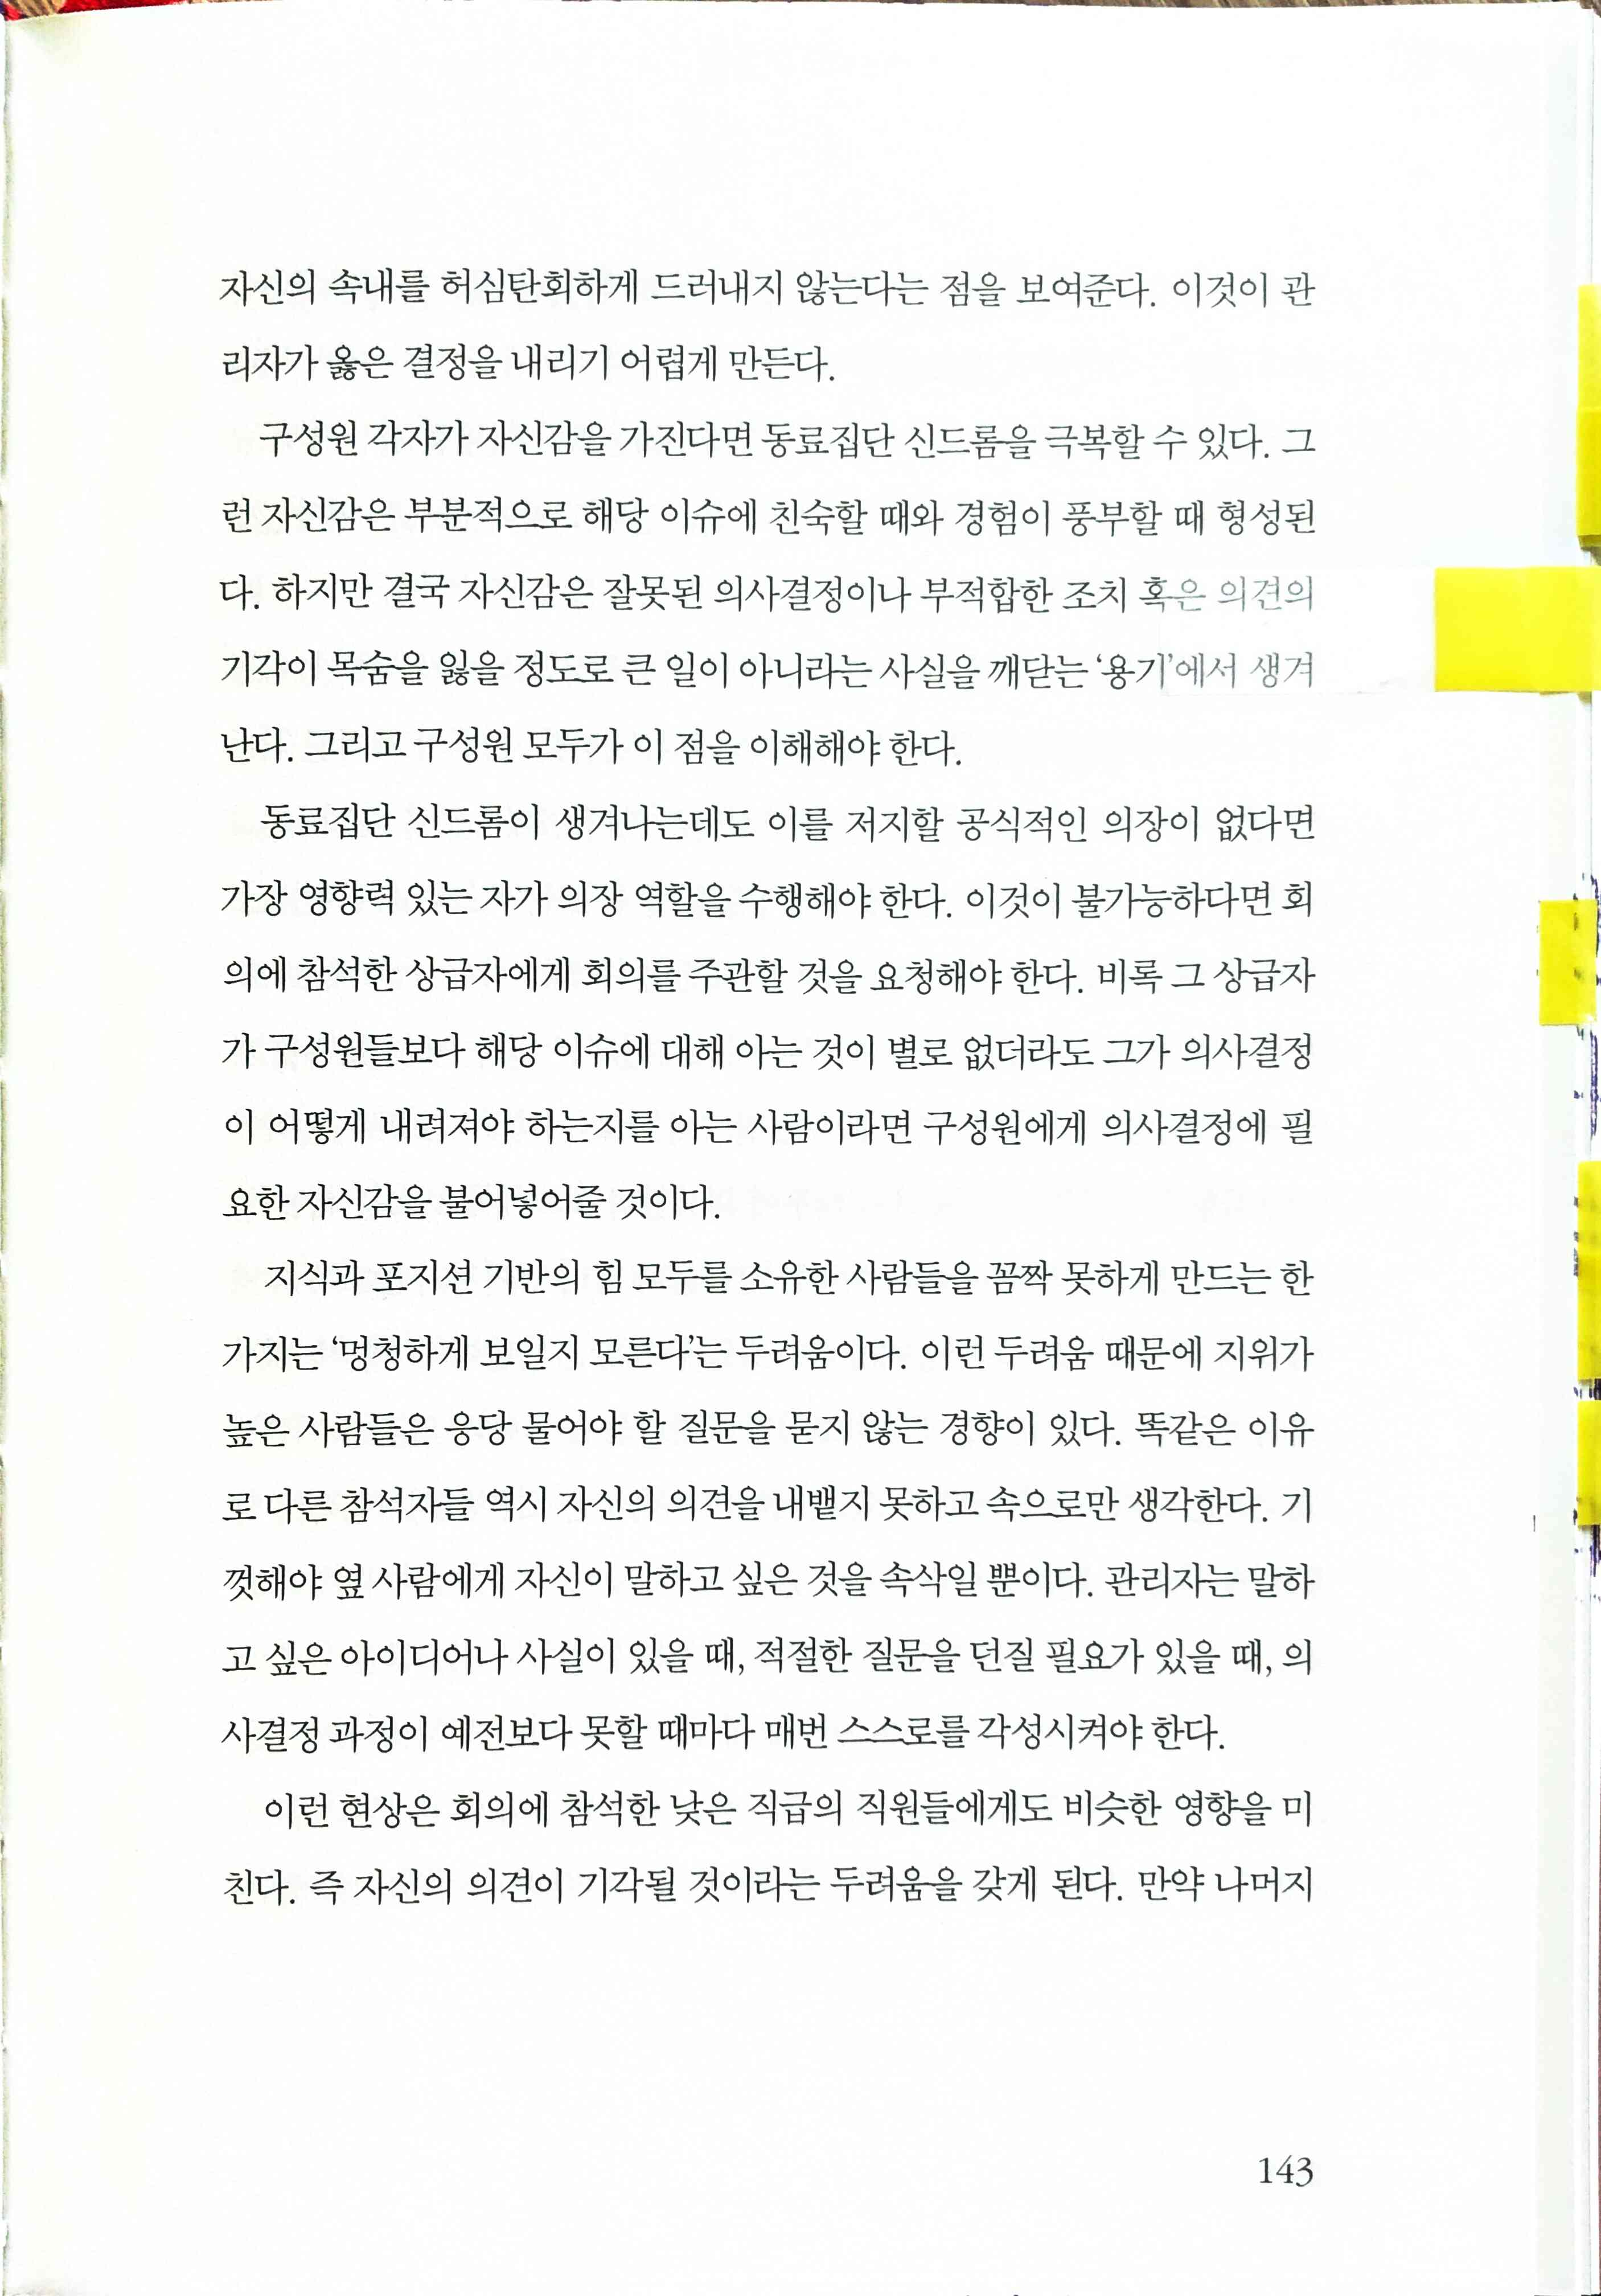 자신의 속내를 허심탄회하게 드러내지 않는다는 점을 보여준다. 이것이 관
리자가 옳은 결정을 내리기 어렵게 만든다.
구성원 각자가 자신감을 가진다면 동료집단 신드롬을 극복할 수 있다. 그
런 자신감은 부분적으로 해당 이슈에 친숙할 때와 경험이 풍부할 때 형성된
다. 하지만 결국 자신감은 잘못된 의사결정이나 부적합한 조치 혹은 의견의
기각이 목숨을 잃을 정도로 큰 일이 아니라는 사실을 깨닫는 ‘용기’에서 생겨
난다. 그리고 구성원 모두가 이 점을 이해해야 한다.
동료집단 신드롬이 생겨나는데도 이를 저지할 공식적인 의장이 없다면
가장 영향력 있는 자가 의장 역할을 수행해야 한다. 이것이 불가능하다면 회
의에 참석한 상급자에게 회의를 주관할 것을 요청해야 한다. 비록 그 상급자
가 구성원들보다 해당 이슈에 대해 아는 것이 별로 없더라도 그가 의사결정
이 어떻게 내려져야 하는지를 아는 사람이라면 구성원에게 의사결정에 필
요한 자신감을 불어넣어줄 것이다.
지식과 포지션 기반의 힘 모두를 소유한 사람들을 꼼짝 못하게 만드는 한
가지는 ‘멍청하게 보일지 모른다’는 두려움이다. 이런 두려움 때문에 지위가
높은 사람들은 응당 물어야 할 질문을 묻지 않는 경향이 있다. 똑같은 이유
로 다른 참석자들 역시 자신의 의견을 내뱉지 못하고 속으로만 생각한다. 기
껏해야 옆 사람에게 자신이 말하고 싶은 것을 속삭일 뿐이다. 관리자는 말하
고 싶은 아이디어나 사실이 있을 때, 적절한 질문을 던질 필요가 있을 때, 의
사결정 과정이 예전보다 못할 때마다 매번 스스로를 각성시켜야 한다.
이런 현상은 회의에 참석한 낮은 직급의 직원들에게도 비슷한 영향을 미
친다. 즉 자신의 의견이 기각될 것이라는 두려움을 갖게 된다. 만약 나머지
143